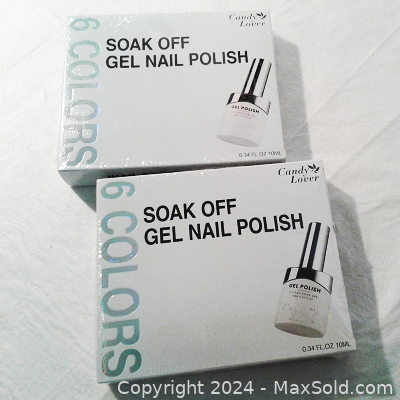 6 COLORS
Candy
Lover
SOAK OFF
GEL NAIL POLISH
GEL POLISH
0.34 FL.OZ 10ML
6 COLORS
Candy
Lover
SOAK OFF
GEL NAIL POLISH
GEL POLISH
0.34 FL.OZ 10ML
Copyright 2024 - MaxSold.com